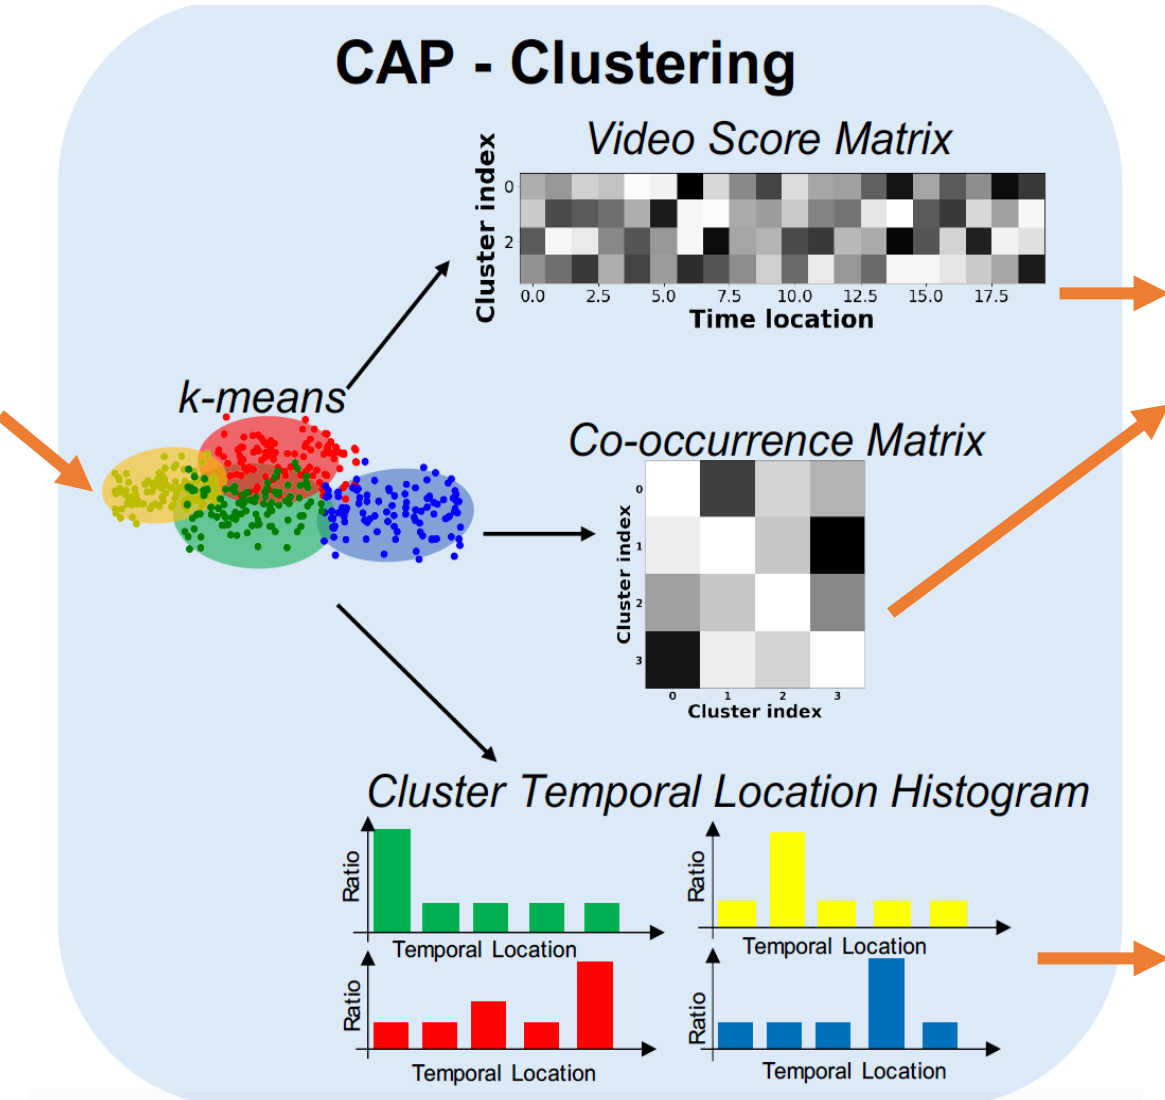 CAP - Clustering
Video Score Matrix
Cluster index
0
2
0.0 2.5 5.0 7.5 10.0 12.5 15.0 17.5
Time location
k-means
Co-occurrence Matrix
Cluster index
0
1
2
3
0 1 2 3
Cluster index
Cluster Temporal Location Histogram
Ratio
Temporal Location
Ratio
Temporal Location
Ratio
Temporal Location
Ratio
Temporal Location